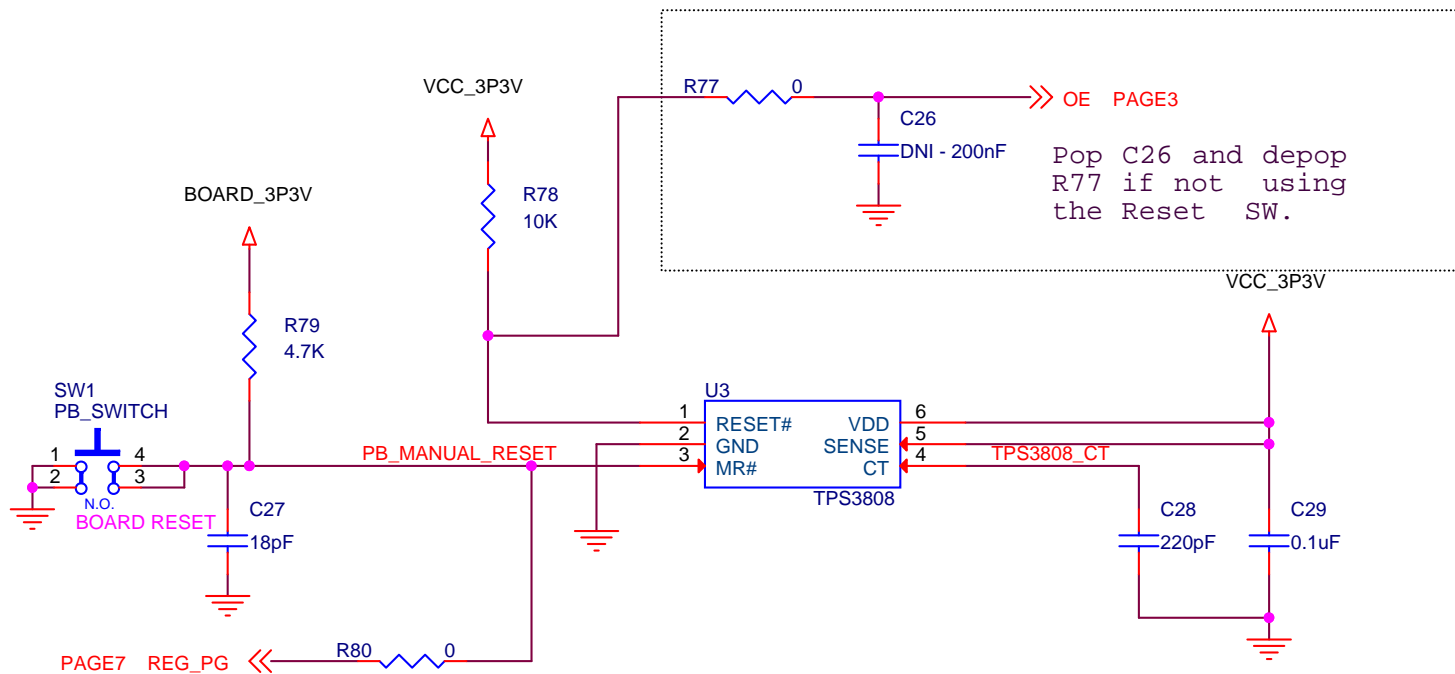 R77 0
OE PAGE3
VCC_3P3V
C26
DNI - 200nF
Pop C26 and depop
R77 if not using
the Reset SW.
R78
10K
BOARD_3P3V
VCC_3P3V
R79
4.7K
SW1
PB_SWITCH
1
2
4
3
N.O.
BOARD RESET
PB_MANUAL_RESET
U3
1 RESET#
2 GND
3 MR#
VDD 6
SENSE 5
CT 4
TPS3808
TPS3808_CT
C27
18pF
C28
220pF
C29
0.1uF
PAGE7 REG_PG
R80 0